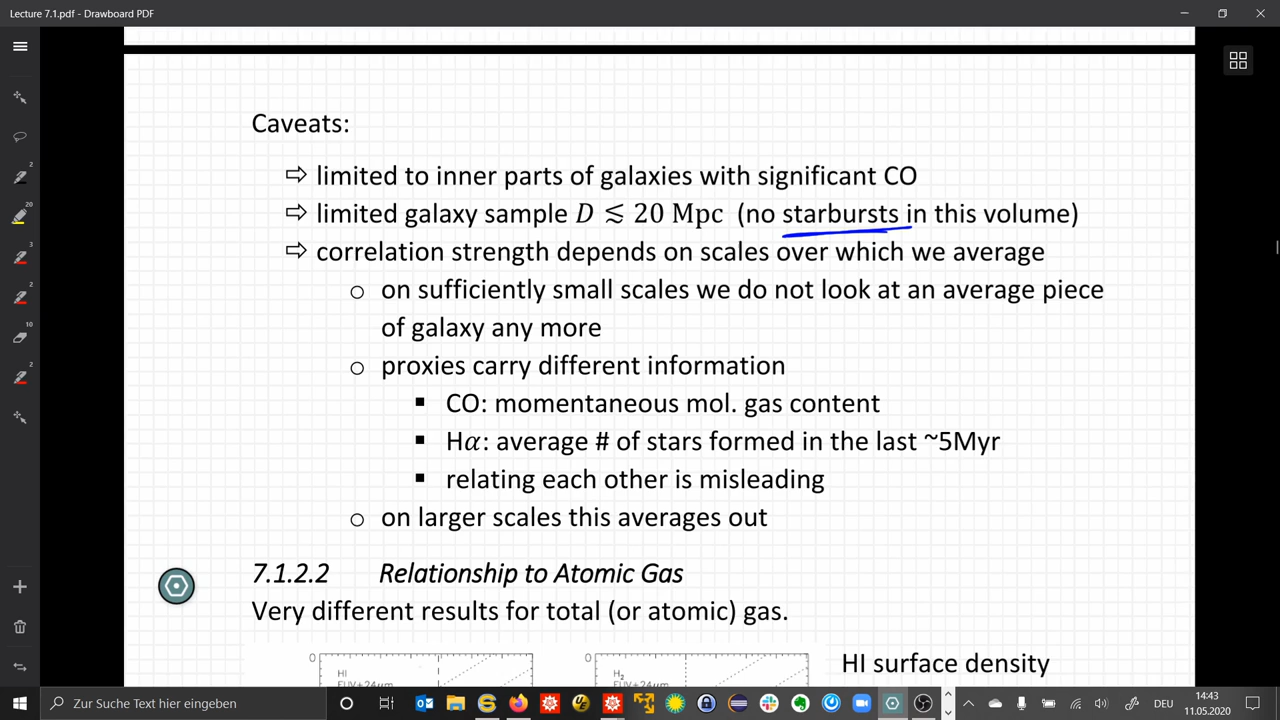 Lecture 7.1.pdf - Drawboard PDF
Caveats:
⇨ limited to inner parts of galaxies with significant CO
⇨ limited galaxy sample D ≲ 20 Mpc (no starbursts in this volume)
⇨ correlation strength depends on scales over which we average
o on sufficiently small scales we do not look at an average piece
of galaxy any more
o proxies carry different information
▪ CO: momentaneous mol. gas content
▪ Hα: average # of stars formed in the last ~5Myr
▪ relating each other is misleading
o on larger scales this averages out
7.1.2.2 Relationship to Atomic Gas
Very different results for total (or atomic) gas.
0
HI
FUV+24μm
0
H₂
FUV+24μm
HI surface density
2
20
3
2
10
2
Zur Suche Text hier eingeben
DEU
14:43
11.05.2020